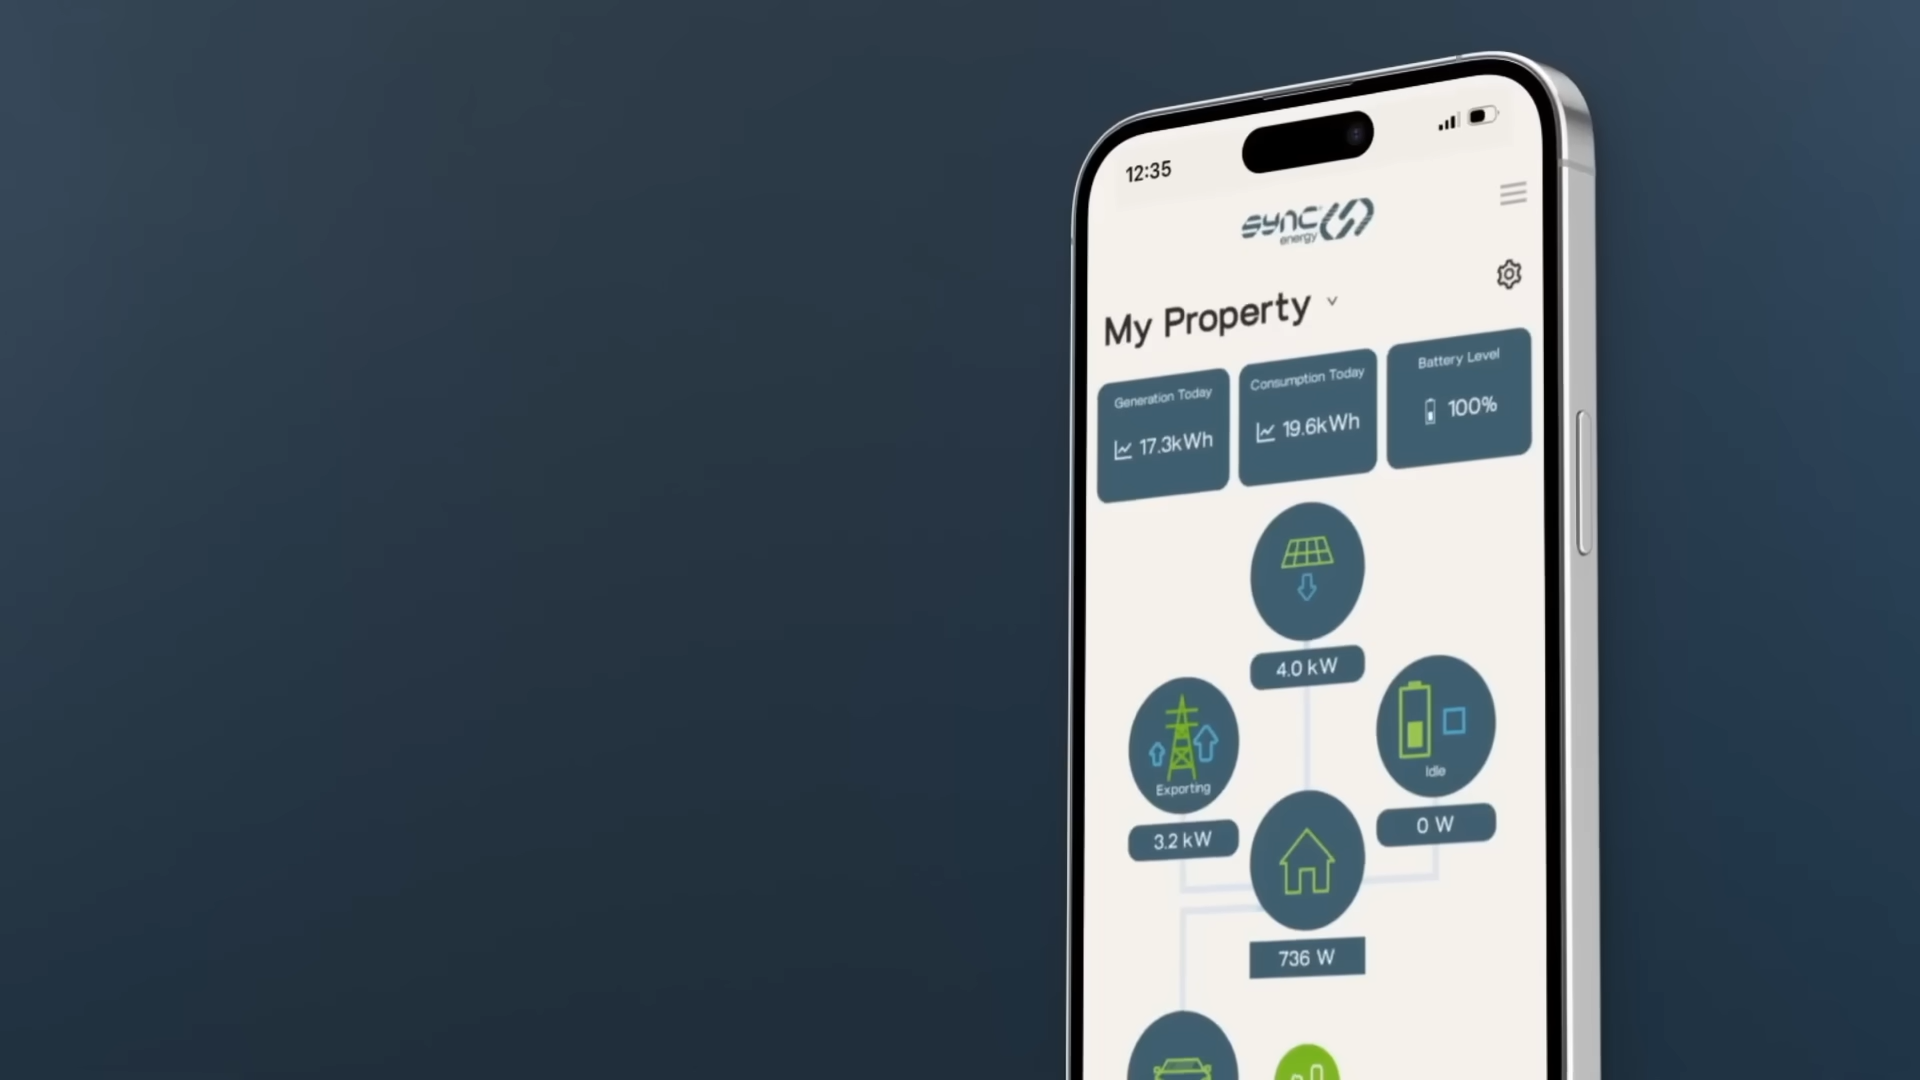 12:35
sync
energy
My Property
Generation Today
17.3kWh
Consumption Today
19.6kWh
Battery Level
100%
4.0 kW
Exporting
3.2 kW
Idle
0 W
736 W